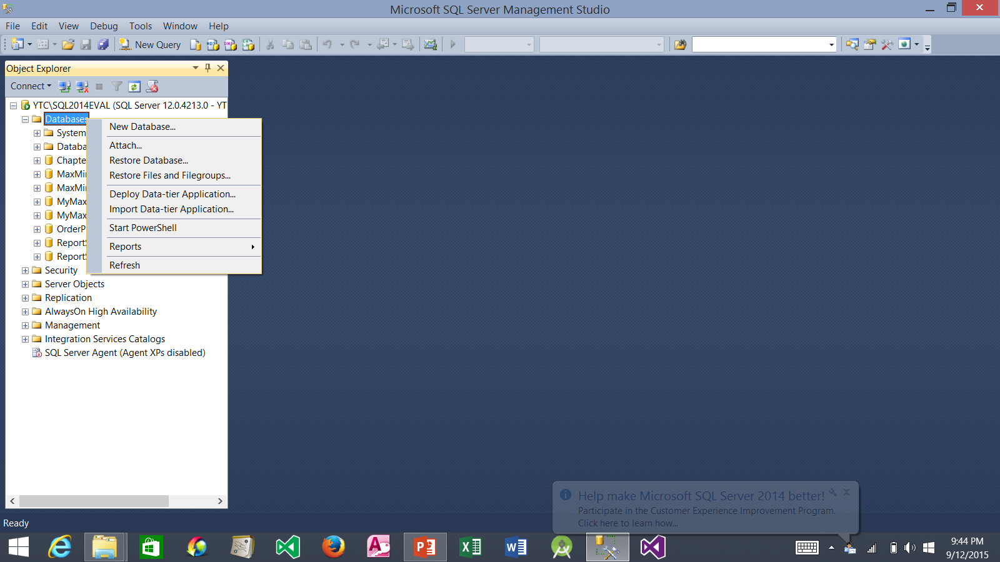 Microsoft SQL Server Management Studio
File Edit View Debug Tools Window Help
New Query
Object Explorer
Connect
YTC\SQL2014EVAL (SQL Server 12.0.4213.0 - YT
Databases
System
Databa
Chapte
MaxMi
MaxMi
MyMax
MyMax
OrderP
Report
Report
New Database...
Attach...
Restore Database...
Restore Files and Filegroups...
Deploy Data-tier Application...
Import Data-tier Application...
Start PowerShell
Reports
Refresh
Security
Server Objects
Replication
AlwaysOn High Availability
Management
Integration Services Catalogs
SQL Server Agent (Agent XPs disabled)
Help make Microsoft SQL Server 2014 better!
Participate in the Customer Experience Improvement Program.
Click here to learn how...
Ready
9:44 PM
9/12/2015